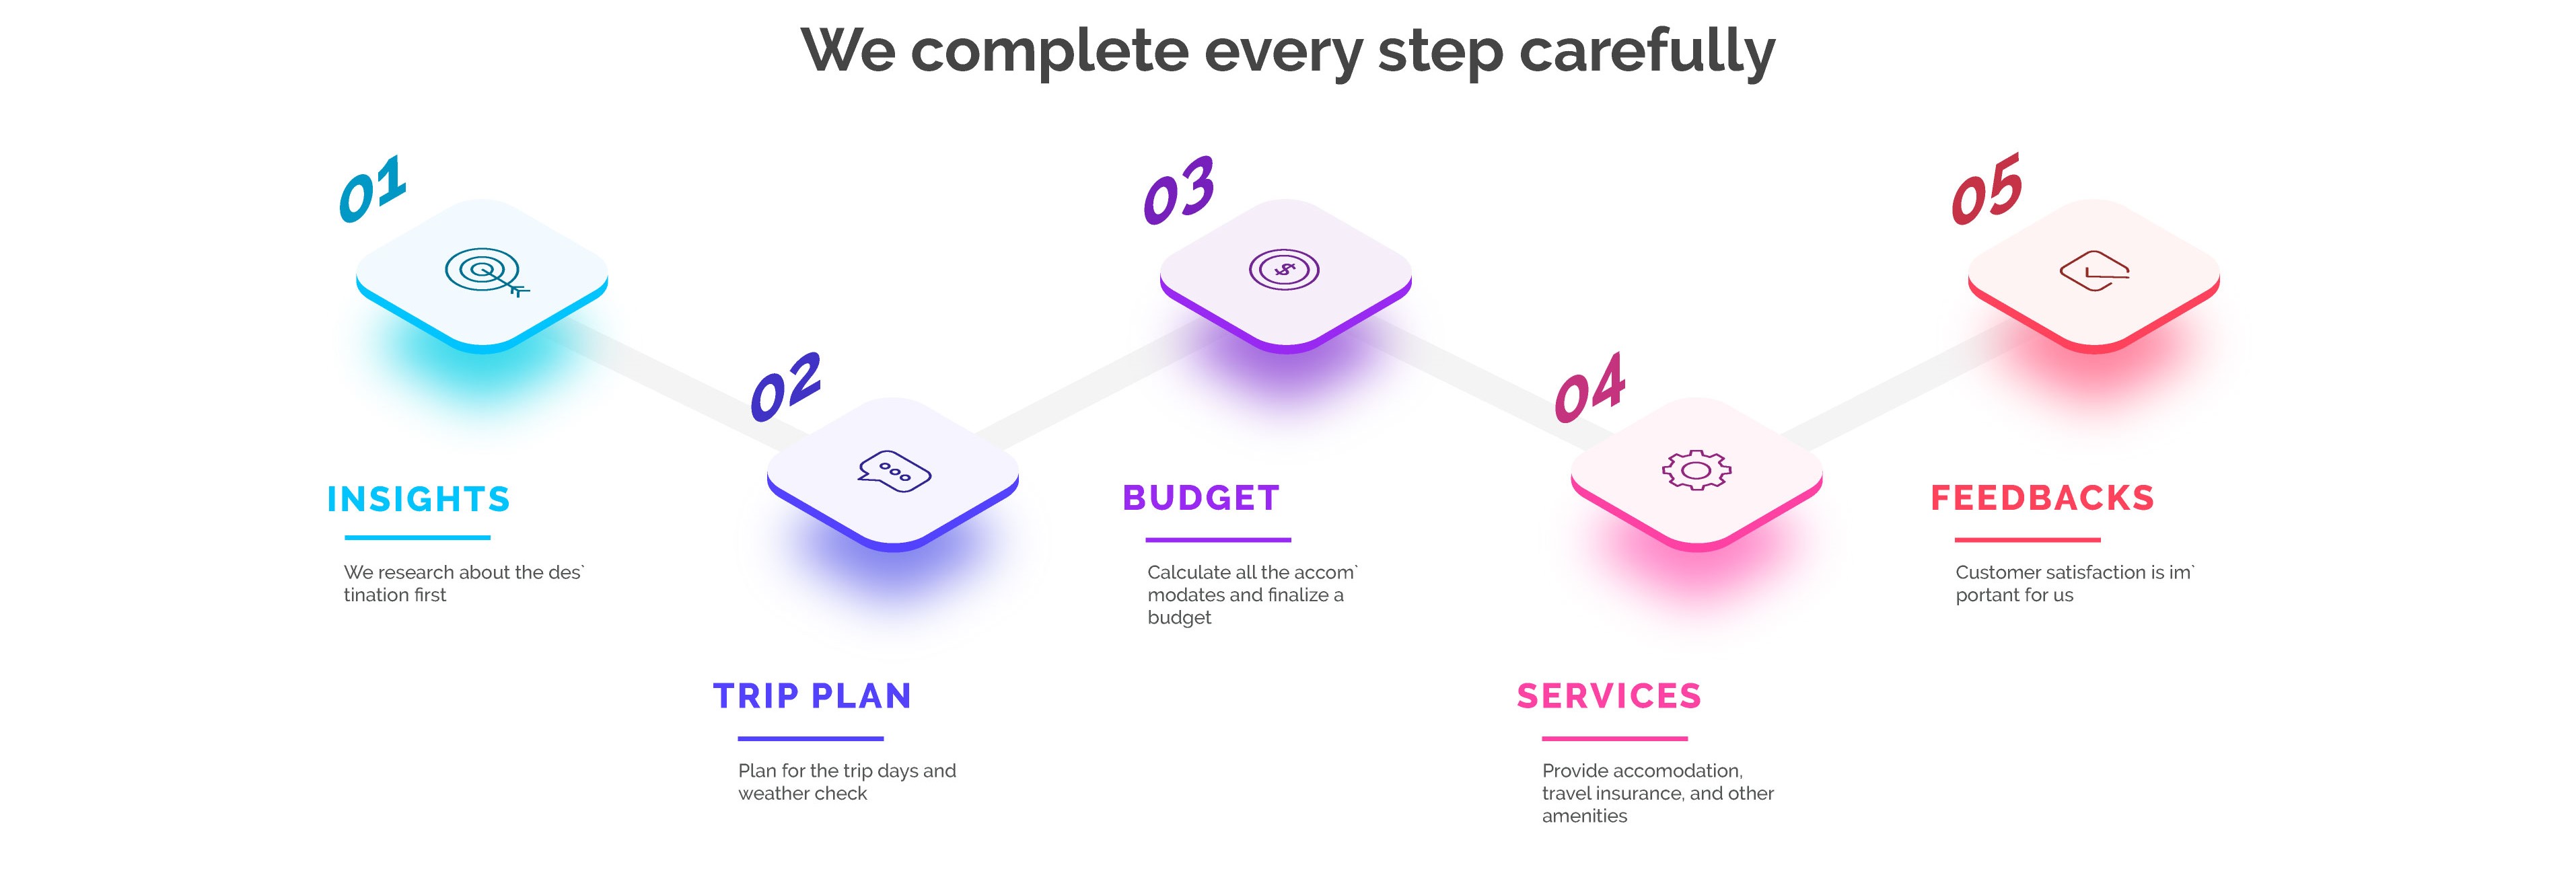 We complete every step carefully
01
INSIGHTS
We research about the des`
tination first
02
TRIP PLAN
Plan for the trip days and
weather check
03
$
BUDGET
Calculate all the accom`
modates and finalize a
budget
04
SERVICES
Provide accomodation,
travel insurance, and other
amenities
05
FEEDBACKS
Customer satisfaction is im`
portant for us